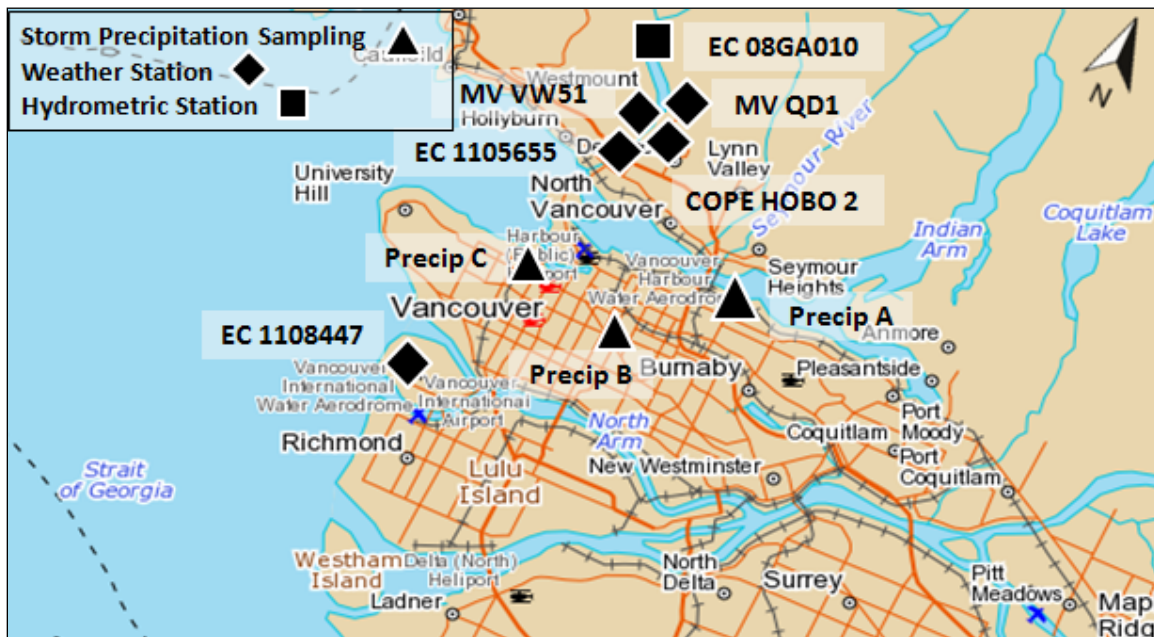 Storm Precipitation Sampling
Weather Station
Hydrometric Station
Caulfeild
EC 08GA010
Westmount
MV VW51
MV QD1
Hollyburn
EC 1105655
Lynn
Valley
University
Hill
North
Vancouver
COPE HOBO 2
Seymour River
Coquitlam
Lake
Indian
Arm
Harbour
(Public)
Precip C
Vancouver
Harbour
Water Aerodrome
Seymour
Heights
Vancouver
Precip A
EC 1108447
Anmore
Precip B
Burnaby
Pleasantside
Vancouver
International
Water Aerodrome
Vancouver
International
Airport
North
Arm
Port
Moody
Coquitlam
Port
Coquitlam
Richmond
Lulu
Island
New Westminster
Strait
of Georgia
Westham
Island
Delta (North)
Heliport
North
Delta
Surrey
Pitt
Meadows
Ladner
Map
Ridg
N